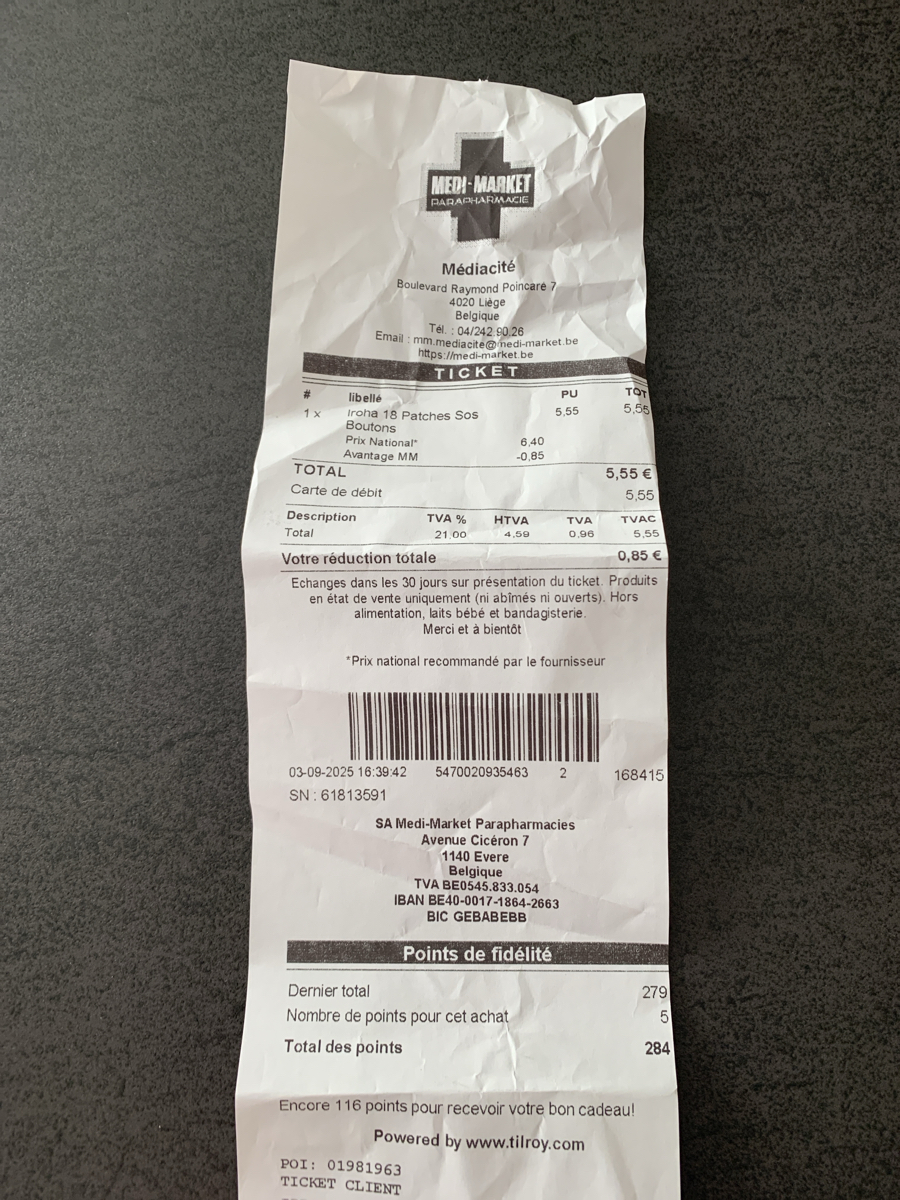 MEDI-MARKET
PARAPHARMACIE
Médiacité
Boulevard Raymond Poincaré 7
4020 Liège
Belgique
Tél. : 04/242.90.26
Email : mm.mediacite@medi-market.be
https://medi-market.be
TICKET
# libellé PU TOT
1 x Iroha 18 Patches Sos 5,55 5,55
Boutons
Prix National* 6,40
Avantage MM -0,85
TOTAL 5,55 €
Carte de débit 5,55
Description TVA % HTVA TVA TVAC
Total 21,00 4,59 0,96 5,55
Votre réduction totale 0,85 €
Echanges dans les 30 jours sur présentation du ticket. Produits
en état de vente uniquement (ni abîmés ni ouverts). Hors
alimentation, laits bébé et bandagisterie.
Merci et à bientôt
*Prix national recommandé par le fournisseur
03-09-2025 16:39:42 5470020935463 2 168415
SN : 61813591
SA Medi-Market Parapharmacies
Avenue Cicéron 7
1140 Evere
Belgique
TVA BE0545.833.054
IBAN BE40-0017-1864-2663
BIC GEBABEBB
Points de fidélité
Dernier total 279
Nombre de points pour cet achat 5
Total des points 284
Encore 116 points pour recevoir votre bon cadeau!
Powered by www.tilroy.com
POI: 01981963
TICKET CLIENT